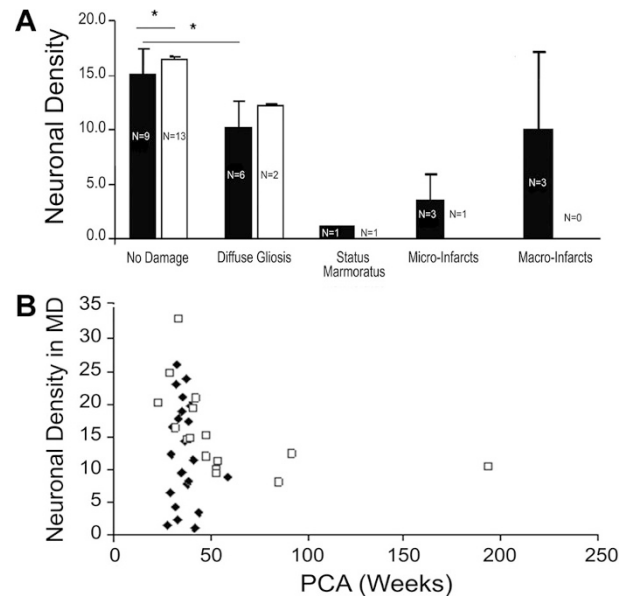 A
*
*
Neuronal Density
20.0
15.0
10.0
5.0
0.0
N=9
N=13
N=6
N=2
N=1
N=1
N=3
N=1
N=3
N=0
No Damage
Diffuse Gliosis
Status
Marmoratus
Micro-Infarcts
Macro-Infarcts
B
Neuronal Density in MD
35
30
25
20
15
10
5
0
0
50
100
150
200
250
PCA (Weeks)